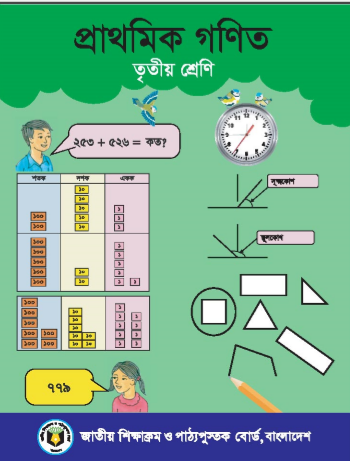 প্রাথমিক গণিত
তৃতীয় শ্রেণি
২৫৩ + ৫২৬ = কত?
শতক দশক একক
১০০ ১০০
১০ ১০ ১০ ১০ ১০
১ ১ ১
১০০ ১০০ ১০০ ১০০ ১০০
১০ ১০
১ ১ ১ ১ ১ ১
১০০ ১০০ ১০০ ১০০ ১০০ ১০০ ১০০
১০ ১০ ১০ ১০ ১০ ১০ ১০
১ ১ ১ ১ ১ ১ ১ ১ ১
সূক্ষ্মকোণ
স্থূলকোণ
৭৭৯
জাতীয় শিক্ষাক্রম ও পাঠ্যপুস্তক বোর্ড, বাংলাদেশ